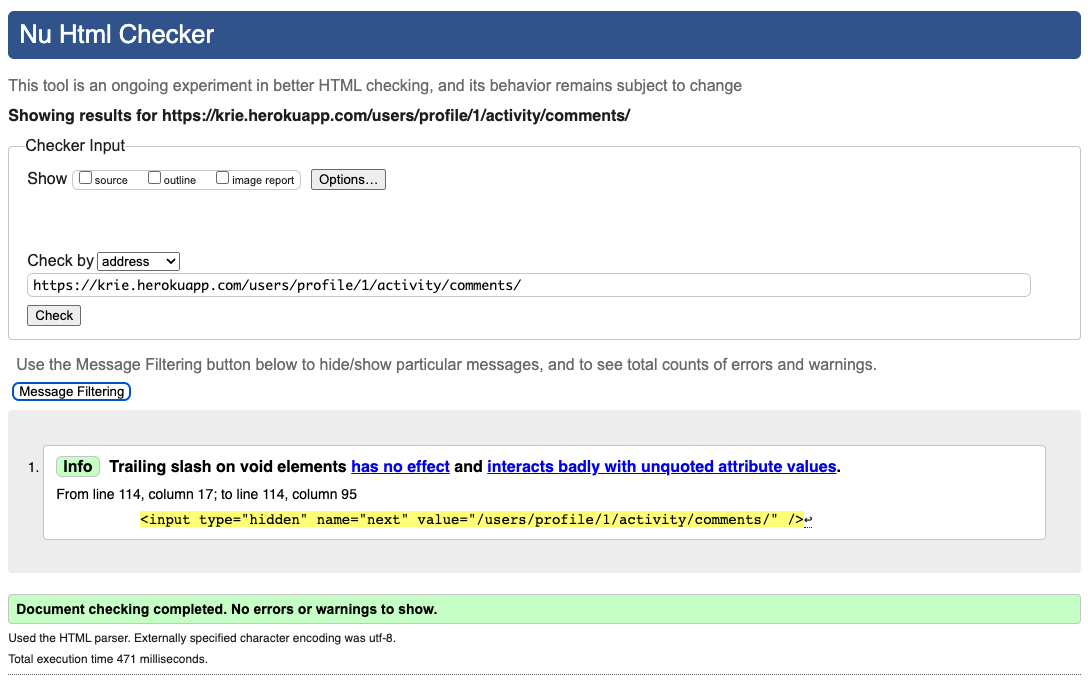 Nu Html Checker
This tool is an ongoing experiment in better HTML checking, and its behavior remains subject to change
Showing results for https://krie.herokuapp.com/users/profile/1/activity/comments/
Checker Input
Show source outline image report Options...
Check by address
https://krie.herokuapp.com/users/profile/1/activity/comments/
Check
Use the Message Filtering button below to hide/show particular messages, and to see total counts of errors and warnings.
Message Filtering
1. Info Trailing slash on void elements has no effect and interacts badly with unquoted attribute values.
From line 114, column 17; to line 114, column 95
<input type="hidden" name="next" value="/users/profile/1/activity/comments/" />↩
Document checking completed. No errors or warnings to show.
Used the HTML parser. Externally specified character encoding was utf-8.
Total execution time 471 milliseconds.